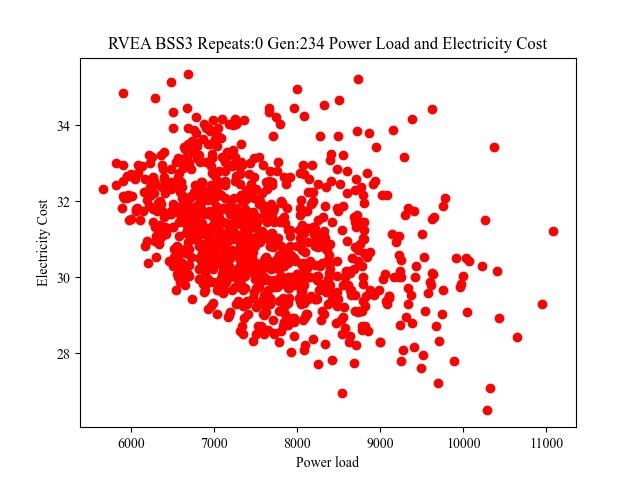 RVEA BSS3 Repeats:0 Gen:234 Power Load and Electricity Cost
34
32
30
28
Electricity Cost
6000 7000 8000 9000 10000 11000
Power load